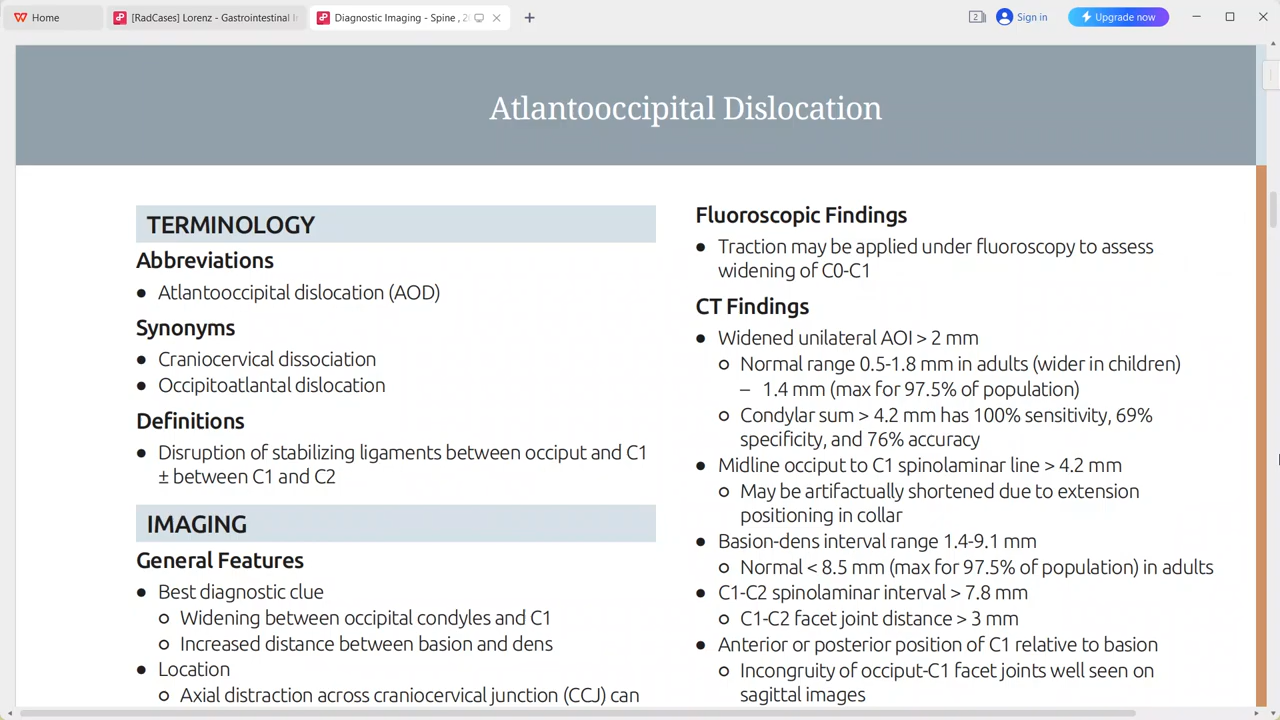 Home
[RadCases] Lorenz - Gastrointestinal I
Diagnostic Imaging - Spine , 2
2
Sign in
Upgrade now
Atlantooccipital Dislocation
TERMINOLOGY
Abbreviations
● Atlantooccipital dislocation (AOD)
Synonyms
● Craniocervical dissociation
● Occipitoatlantal dislocation
Definitions
● Disruption of stabilizing ligaments between occiput and C1
± between C1 and C2
IMAGING
General Features
● Best diagnostic clue
○ Widening between occipital condyles and C1
○ Increased distance between basion and dens
● Location
○ Axial distraction across craniocervical junction (CCJ) can
Fluoroscopic Findings
● Traction may be applied under fluoroscopy to assess
widening of C0-C1
CT Findings
● Widened unilateral AOI > 2 mm
○ Normal range 0.5-1.8 mm in adults (wider in children)
– 1.4 mm (max for 97.5% of population)
○ Condylar sum > 4.2 mm has 100% sensitivity, 69%
specificity, and 76% accuracy
● Midline occiput to C1 spinolaminar line > 4.2 mm
○ May be artifactually shortened due to extension
positioning in collar
● Basion-dens interval range 1.4-9.1 mm
○ Normal < 8.5 mm (max for 97.5% of population) in adults
● C1-C2 spinolaminar interval > 7.8 mm
○ C1-C2 facet joint distance > 3 mm
● Anterior or posterior position of C1 relative to basion
○ Incongruity of occiput-C1 facet joints well seen on
sagittal images